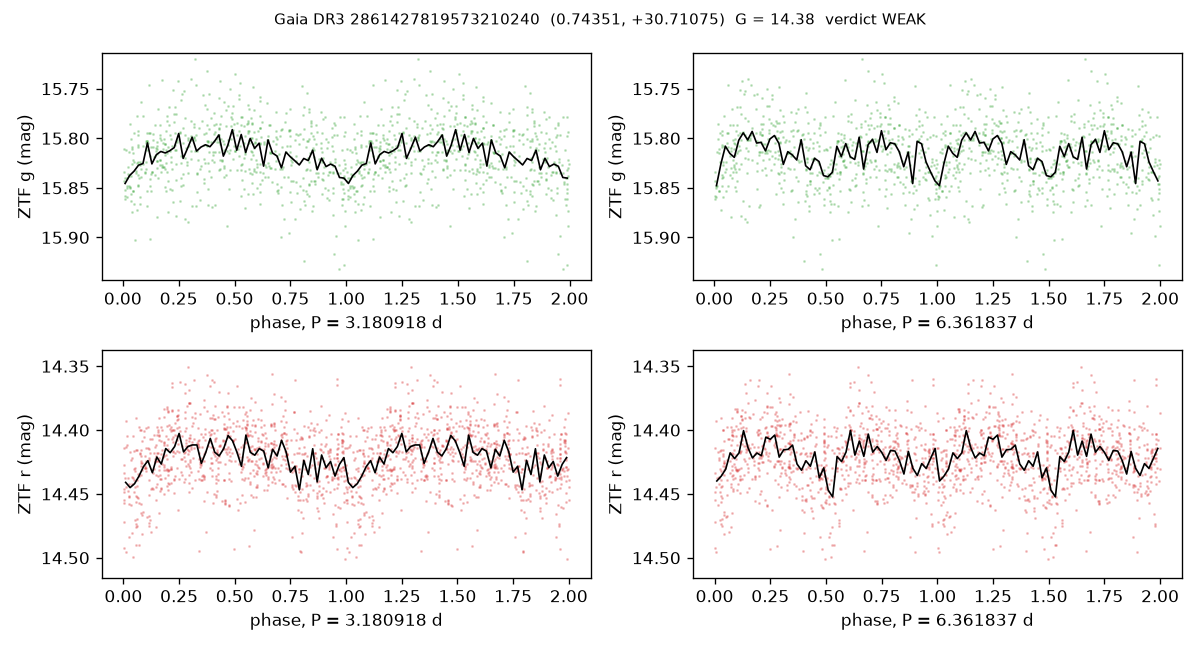 Gaia DR3 2861427819573210240 (0.74351, +30.71075) G = 14.38 verdict WEAK
ZTF g (mag)
15.75
15.80
15.85
15.90
0.00 0.25 0.50 0.75 1.00 1.25 1.50 1.75 2.00
phase, P = 3.180918 d
ZTF g (mag)
15.75
15.80
15.85
15.90
0.00 0.25 0.50 0.75 1.00 1.25 1.50 1.75 2.00
phase, P = 6.361837 d
ZTF r (mag)
14.35
14.40
14.45
14.50
0.00 0.25 0.50 0.75 1.00 1.25 1.50 1.75 2.00
phase, P = 3.180918 d
ZTF r (mag)
14.35
14.40
14.45
14.50
0.00 0.25 0.50 0.75 1.00 1.25 1.50 1.75 2.00
phase, P = 6.361837 d